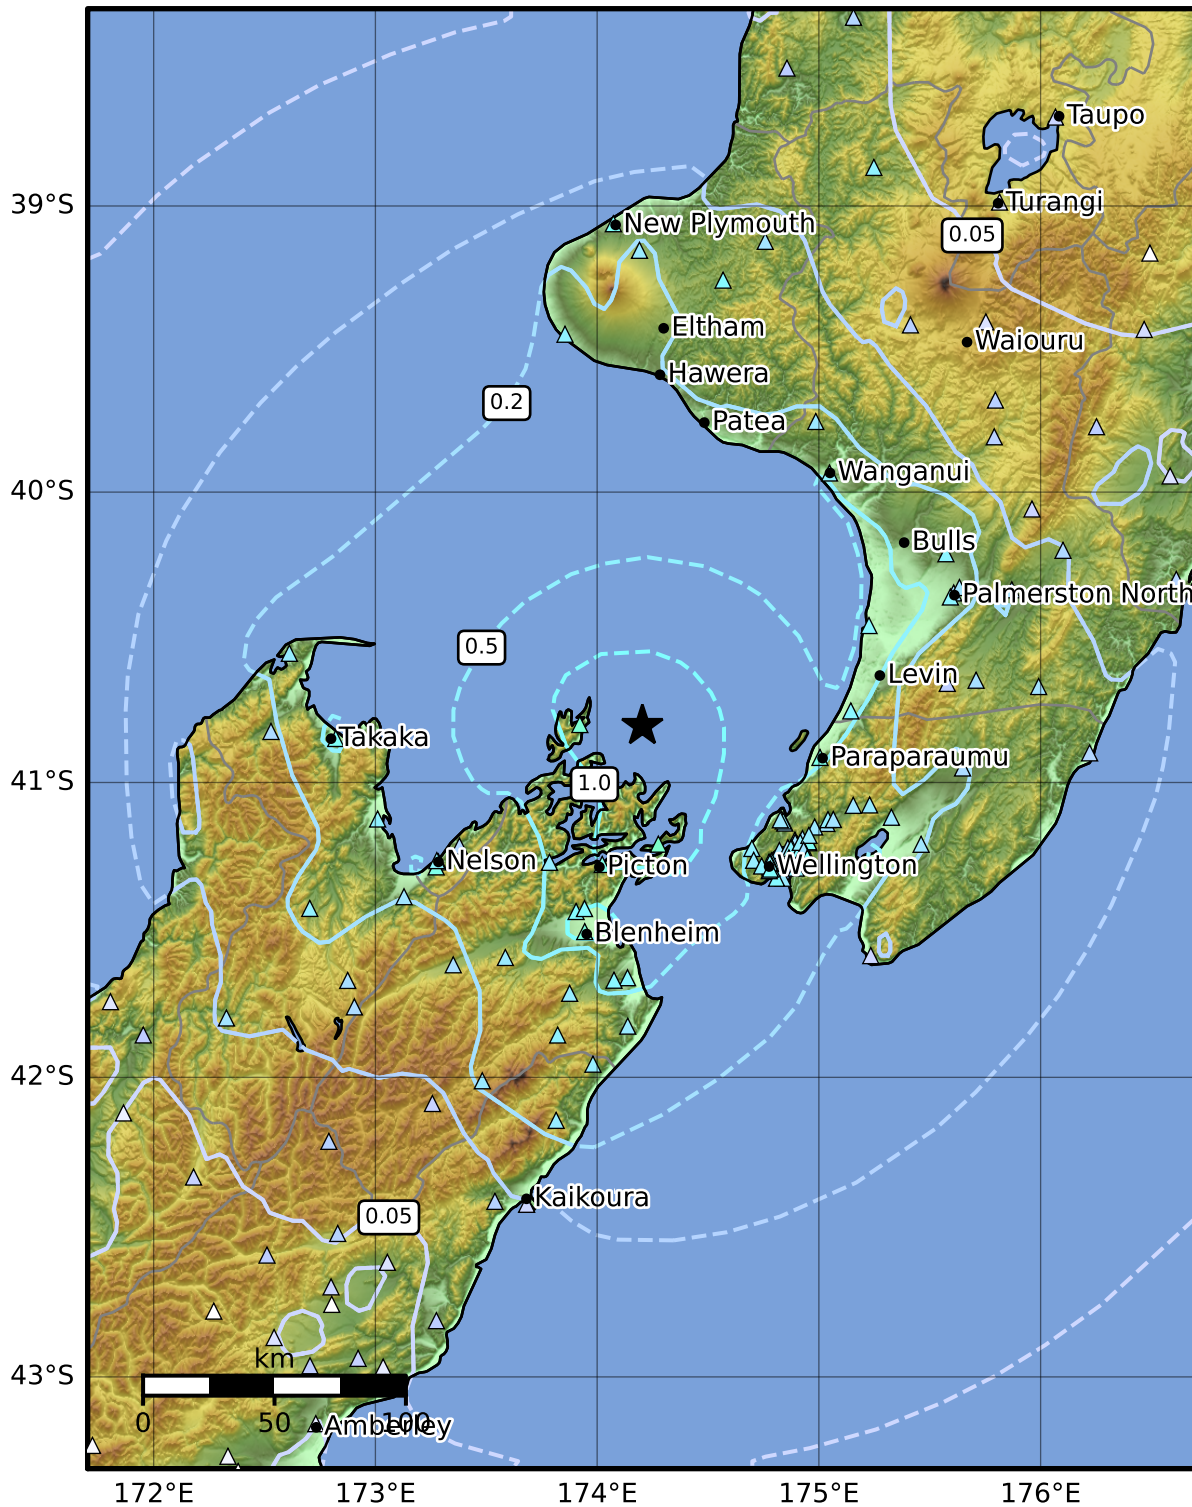 Taupo
39°S
Turangi
New Plymouth
0.05
Eltham
Waiouru
Hawera
0.2
Patea
Wanganui
40°S
Bulls
Palmerston North
0.5
Levin
Takaka
Paraparaumu
41°S
1.0
Nelson
Picton
Wellington
Blenheim
42°S
Kaikoura
0.05
km
43°S
0 50 100
Amberley
172°E 173°E 174°E 175°E 176°E